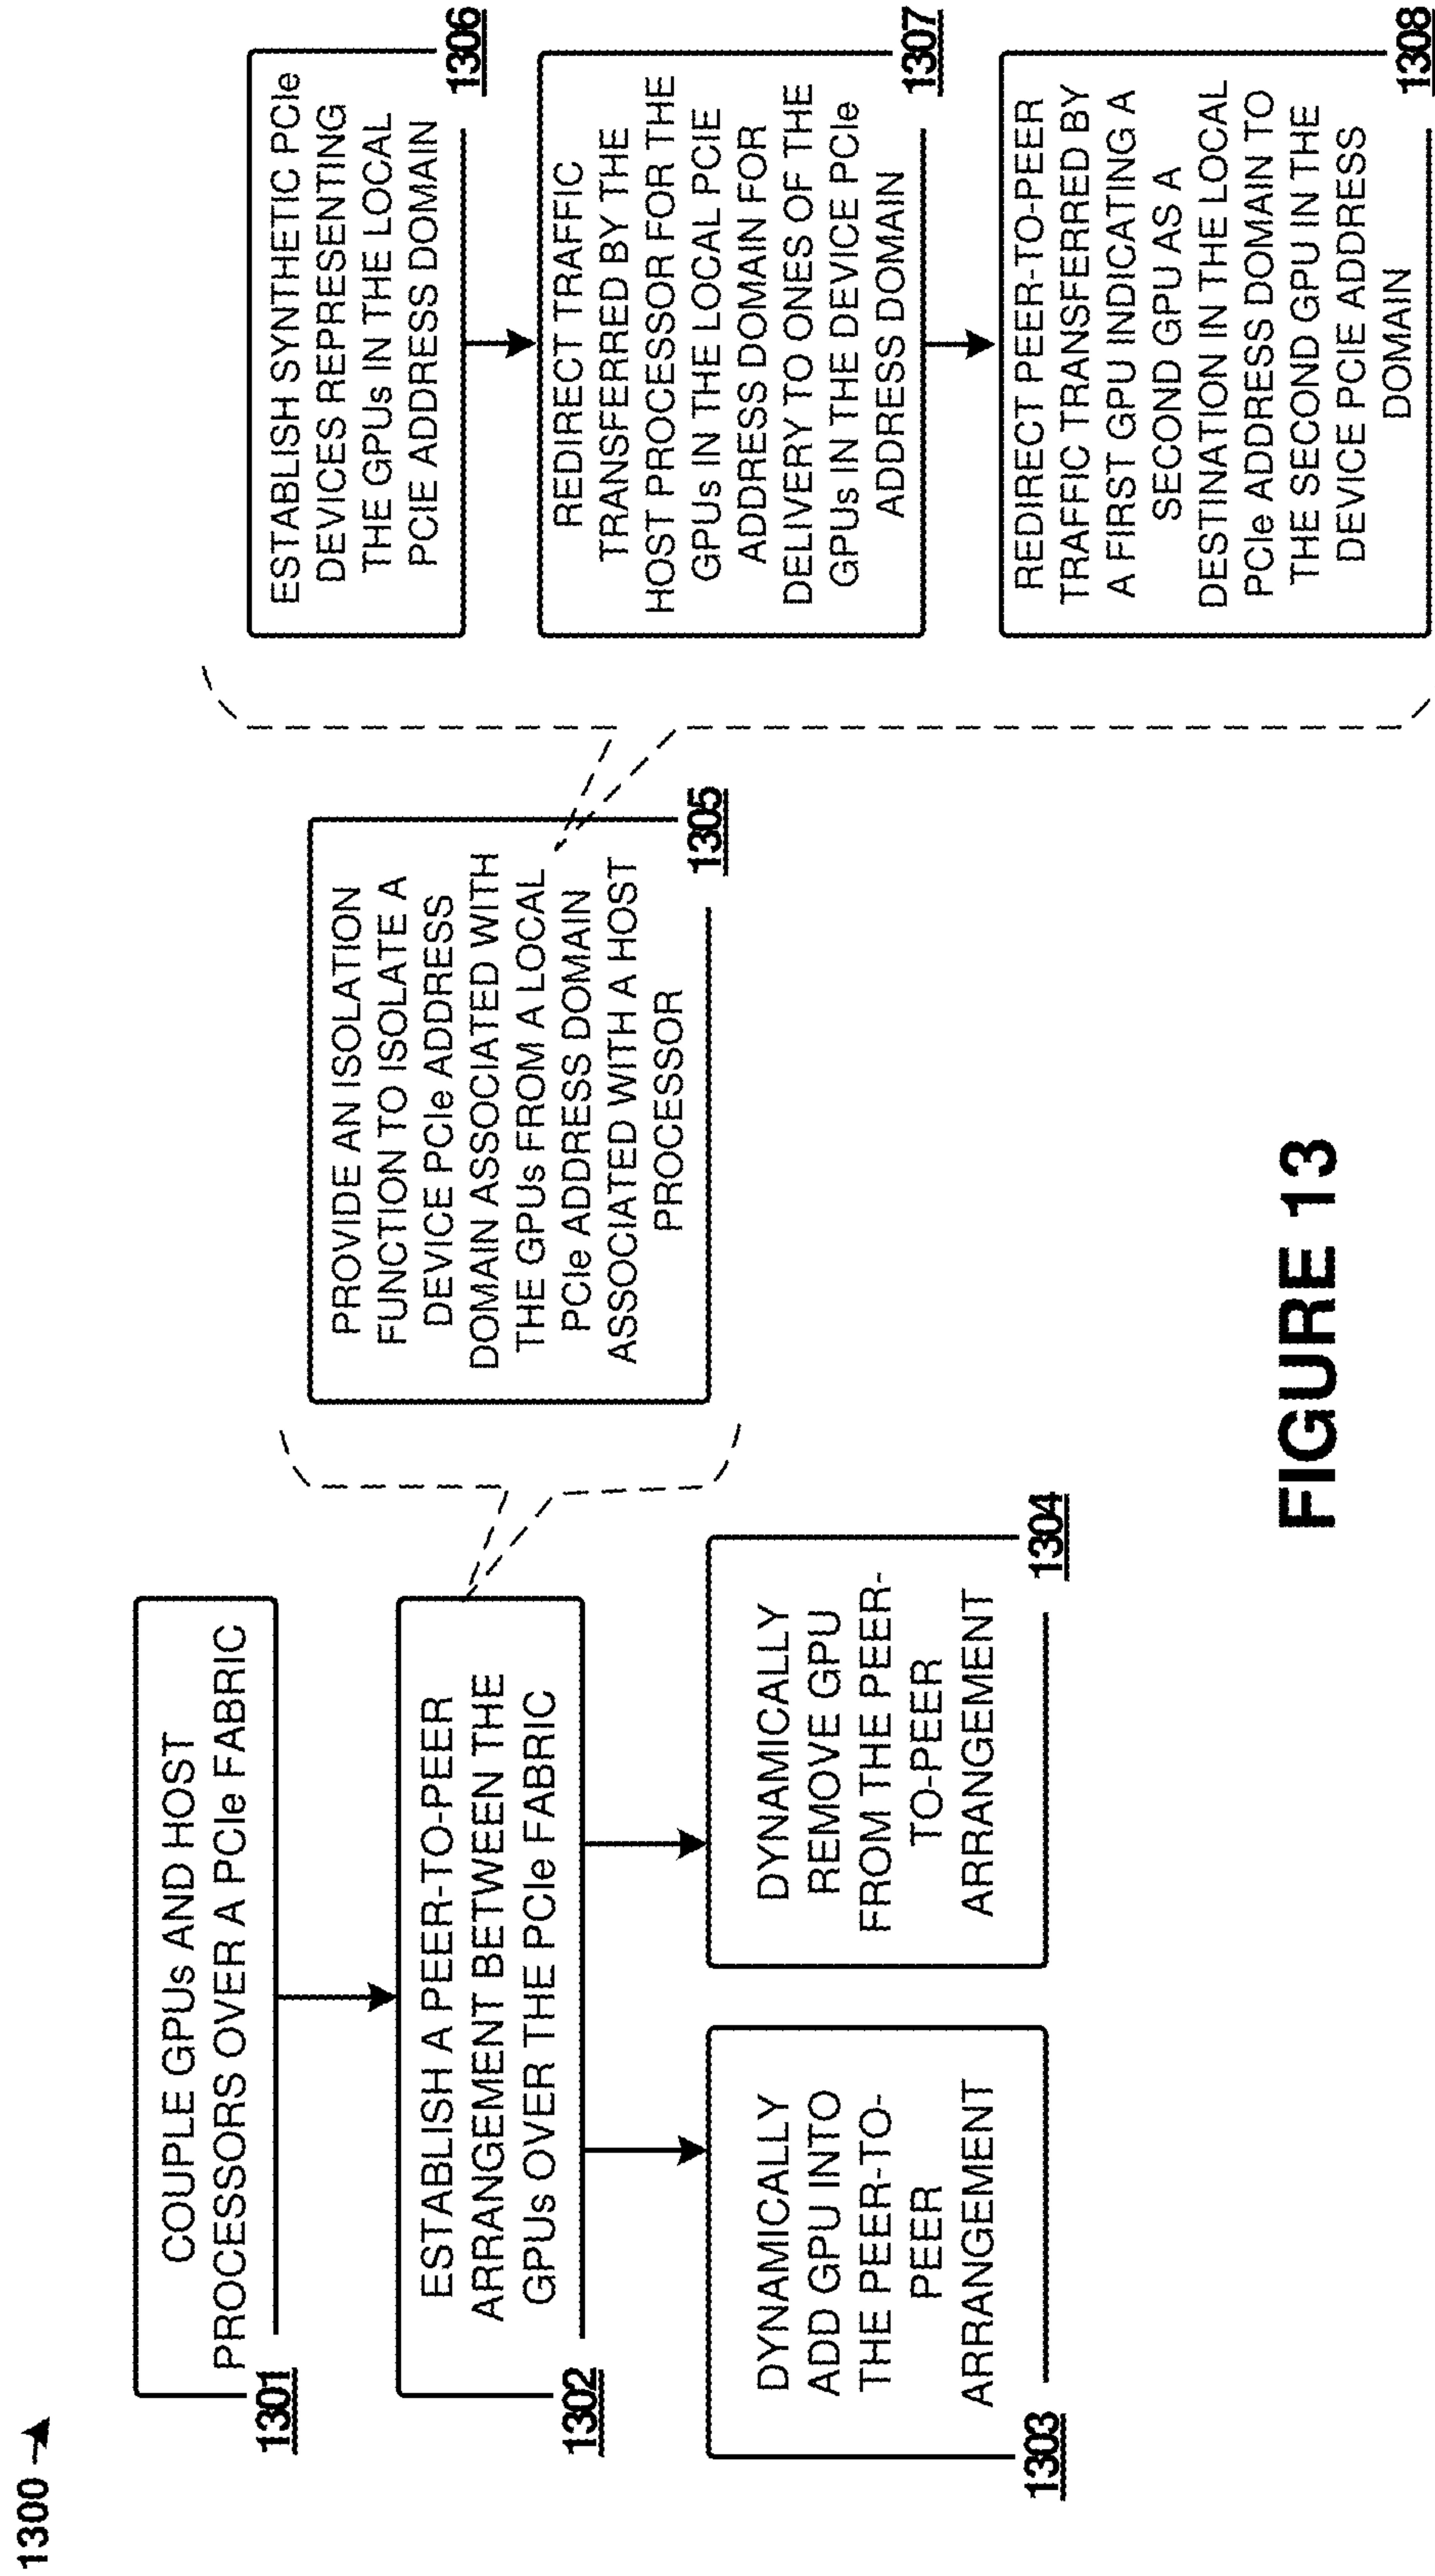 1300
COUPLE GPUs AND HOST
PROCESSORS OVER A PCIe FABRIC
1301
ESTABLISH A PEER-TO-PEER
ARRANGEMENT BETWEEN THE
GPUs OVER THE PCIe FABRIC
1302
DYNAMICALLY
ADD GPU INTO
THE PEER-TO-
PEER
ARRANGEMENT
1303
DYNAMICALLY
REMOVE GPU
FROM THE PEER-
TO-PEER
ARRANGEMENT
1304
PROVIDE AN ISOLATION
FUNCTION TO ISOLATE A
DEVICE PCIe ADDRESS
DOMAIN ASSOCIATED WITH
THE GPUs FROM A LOCAL
PCIe ADDRESS DOMAIN
ASSOCIATED WITH A HOST
PROCESSOR
1305
ESTABLISH SYNTHETIC PCIe
DEVICES REPRESENTING
THE GPUs IN THE LOCAL
PCIE ADDRESS DOMAIN
1306
REDIRECT TRAFFIC
TRANSFERRED BY THE
HOST PROCESSOR FOR THE
GPUs IN THE LOCAL PCIE
ADDRESS DOMAIN FOR
DELIVERY TO ONES OF THE
GPUs IN THE DEVICE PCIe
ADDRESS DOMAIN
1307
REDIRECT PEER-TO-PEER
TRAFFIC TRANSFERRED BY
A FIRST GPU INDICATING A
SECOND GPU AS A
DESTINATION IN THE LOCAL
PCIe ADDRESS DOMAIN TO
THE SECOND GPU IN THE
DEVICE PCIE ADDRESS
DOMAIN
1308
FIGURE 13